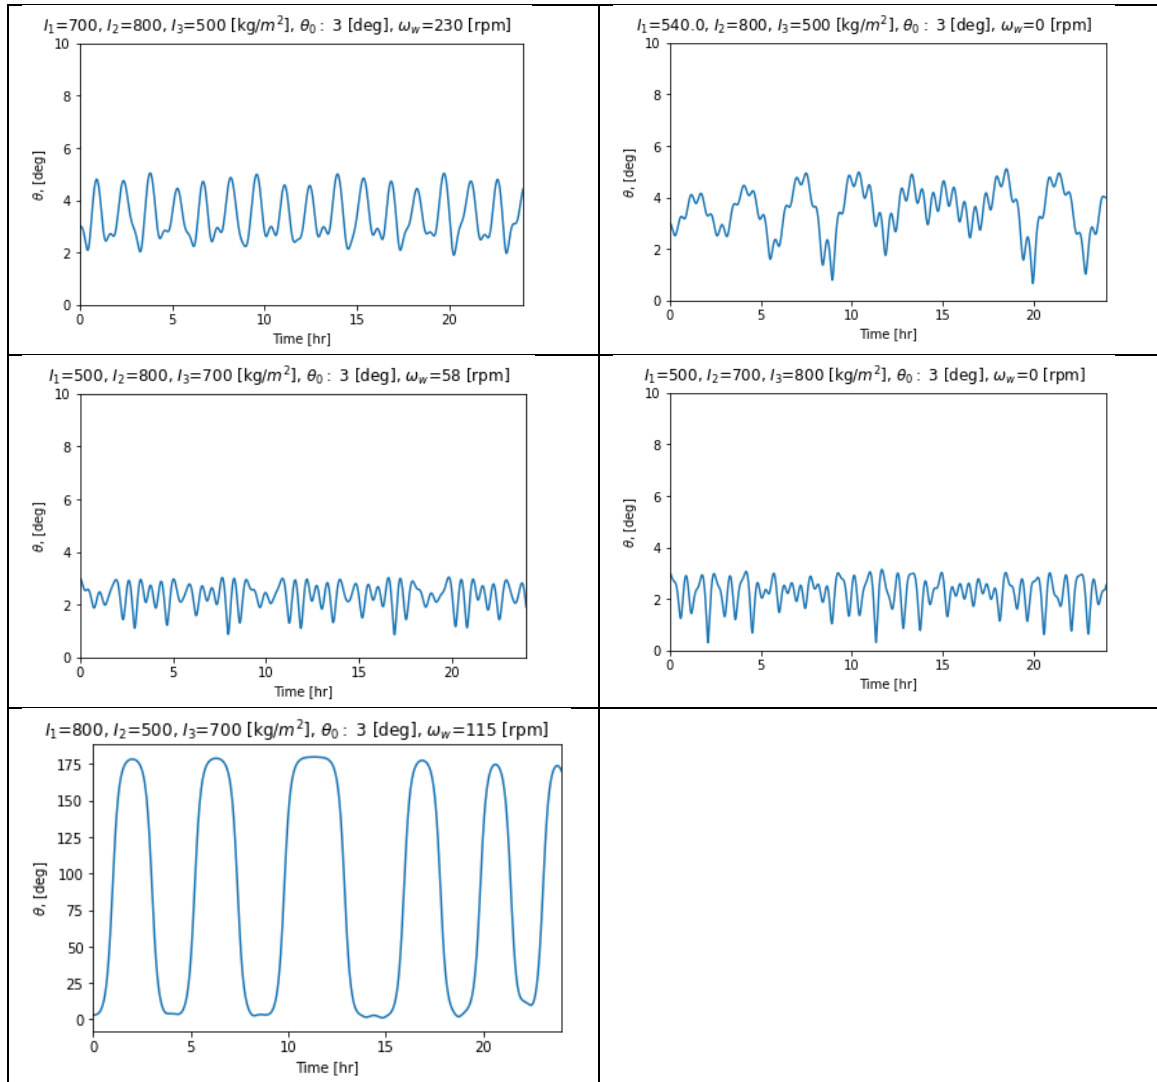 I₁=700, I₂=800, I₃=500 [kg/m²], θ₀ : 3 [deg], ω_w=230 [rpm]
10
8
6
4
2
0
θ, [deg]
0 5 10 15 20
Time [hr]
I₁=540.0, I₂=800, I₃=500 [kg/m²], θ₀ : 3 [deg], ω_w=0 [rpm]
10
8
6
4
2
0
θ, [deg]
0 5 10 15 20
Time [hr]
I₁=500, I₂=800, I₃=700 [kg/m²], θ₀ : 3 [deg], ω_w=58 [rpm]
10
8
6
4
2
0
θ, [deg]
0 5 10 15 20
Time [hr]
I₁=500, I₂=700, I₃=800 [kg/m²], θ₀ : 3 [deg], ω_w=0 [rpm]
10
8
6
4
2
0
θ, [deg]
0 5 10 15 20
Time [hr]
I₁=800, I₂=500, I₃=700 [kg/m²], θ₀ : 3 [deg], ω_w=115 [rpm]
175
150
125
100
75
50
25
0
θ, [deg]
0 5 10 15 20
Time [hr]